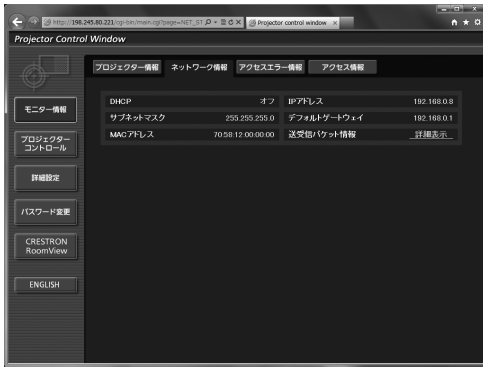 http://198.245.80.221/cgi-bin/main.cgi?page=NET_ST
Projector control window
Projector Control Window
プロジェクター情報 ネットワーク情報 アクセスエラー情報 アクセス情報
モニター情報
プロジェクター
コントロール
詳細設定
パスワード変更
CRESTRON
RoomView
ENGLISH
DHCP オフ IPアドレス 192.168.0.8
サブネットマスク 255.255.255.0 デフォルトゲートウェイ 192.168.0.1
MACアドレス 70:58:12:00:00:00 送受信パケット情報 詳細表示